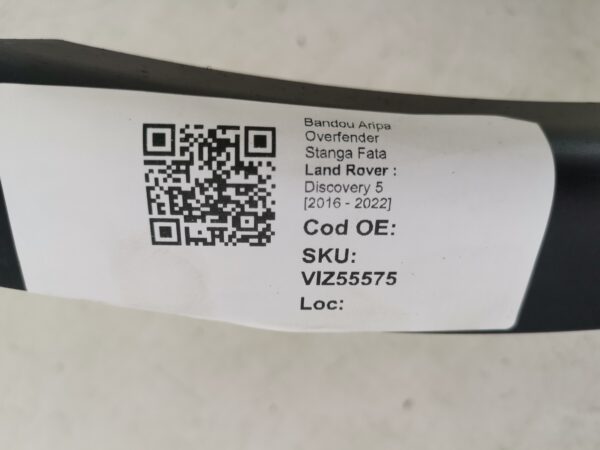 Bandou Aripa
Overfender
Stanga Fata
Land Rover :
Discovery 5
[2016 - 2022]
Cod OE:
SKU:
VIZ55575
Loc: